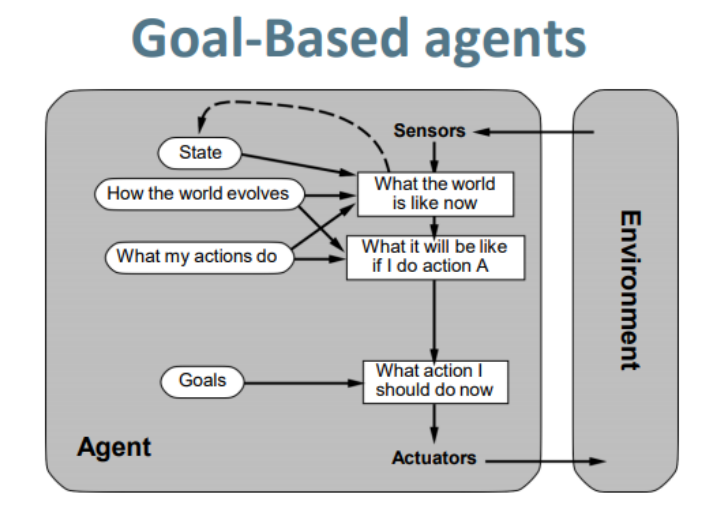 Goal-Based agents
Sensors
State
What the world
is like now
How the world evolves
What my actions do
What it will be like
if I do action A
Goals
What action I
should do now
Agent
Actuators
Environment